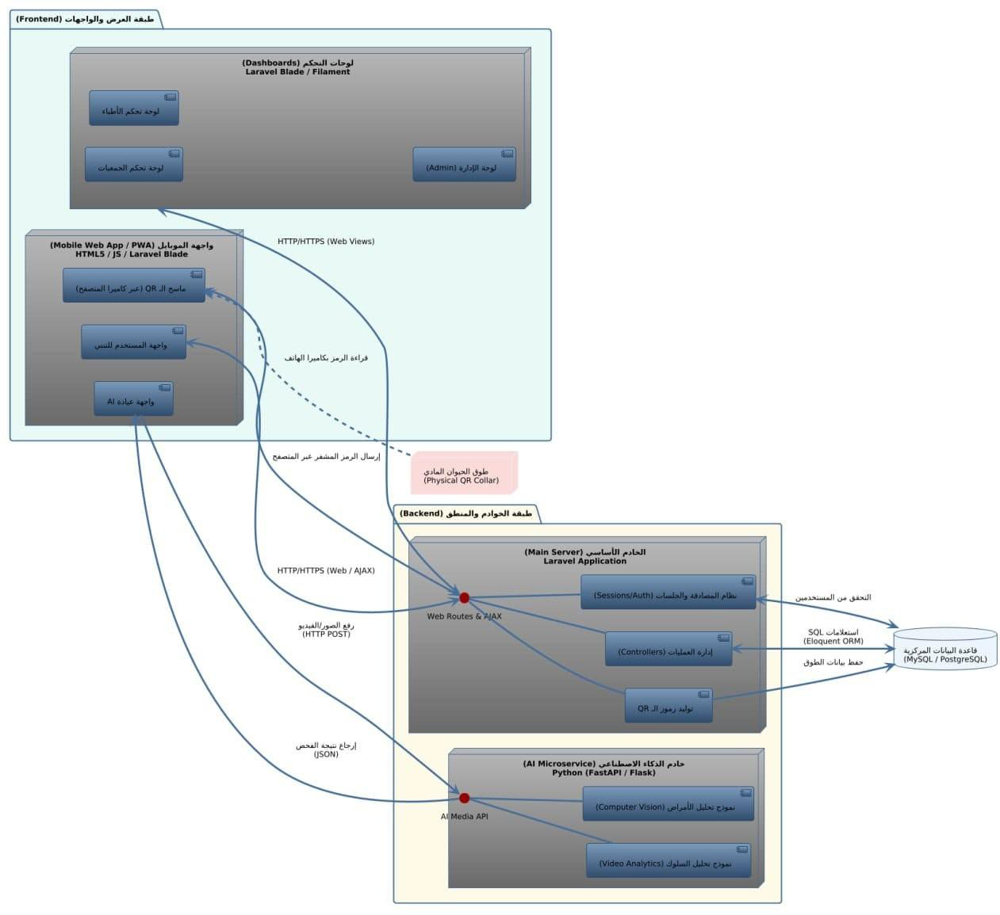 طبقة العرض والواجهات (Frontend)
لوحات التحكم (Dashboards)
Laravel Blade / Filament
لوحة تحكم الأطباء
لوحة تحكم الجمعيات
لوحة الإدارة (Admin)
واجهة الموبايل (Mobile Web App / PWA)
HTML5 / JS / Laravel Blade
ماسح الـ QR (عبر كاميرا المتصفح)
واجهة المستخدم للتبني
واجهة عيادة AI
HTTP/HTTPS (Web Views)
قراءة الرمز بكاميرا الهاتف
إرسال الرمز المشفر عبر المتصفح
طوق الحيوان المادي
(Physical QR Collar)
HTTP/HTTPS (Web / AJAX)
رفع الصور/الفيديو
(HTTP POST)
إرجاع نتيجة الفحص
(JSON)
طبقة الخوادم والمنطق (Backend)
الخادم الأساسي (Main Server)
Laravel Application
Web Routes & AJAX
نظام المصادقة والجلسات (Sessions/Auth)
إدارة العمليات (Controllers)
توليد رموز الـ QR
خادم الذكاء الاصطناعي (AI Microservice)
Python (FastAPI / Flask)
AI Media API
نموذج تحليل الأمراض (Computer Vision)
نموذج تحليل السلوك (Video Analytics)
التحقق من المستخدمين
استعلامات SQL
(Eloquent ORM)
حفظ بيانات الطوق
قاعدة البيانات المركزية
(MySQL / PostgreSQL)